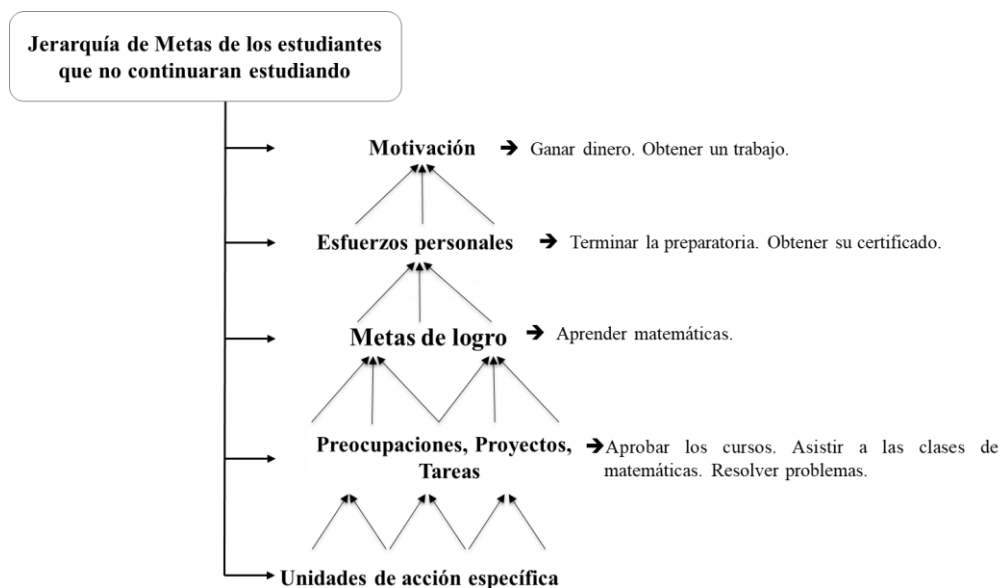 Jerarquía de Metas de los estudiantes
que no continuaran estudiando
Motivación ➔ Ganar dinero. Obtener un trabajo.
Esfuerzos personales ➔ Terminar la preparatoria. Obtener su certificado.
Metas de logro ➔ Aprender matemáticas.
Preocupaciones, Proyectos,
Tareas
➔ Aprobar los cursos. Asistir a las clases de
matemáticas. Resolver problemas.
Unidades de acción específica